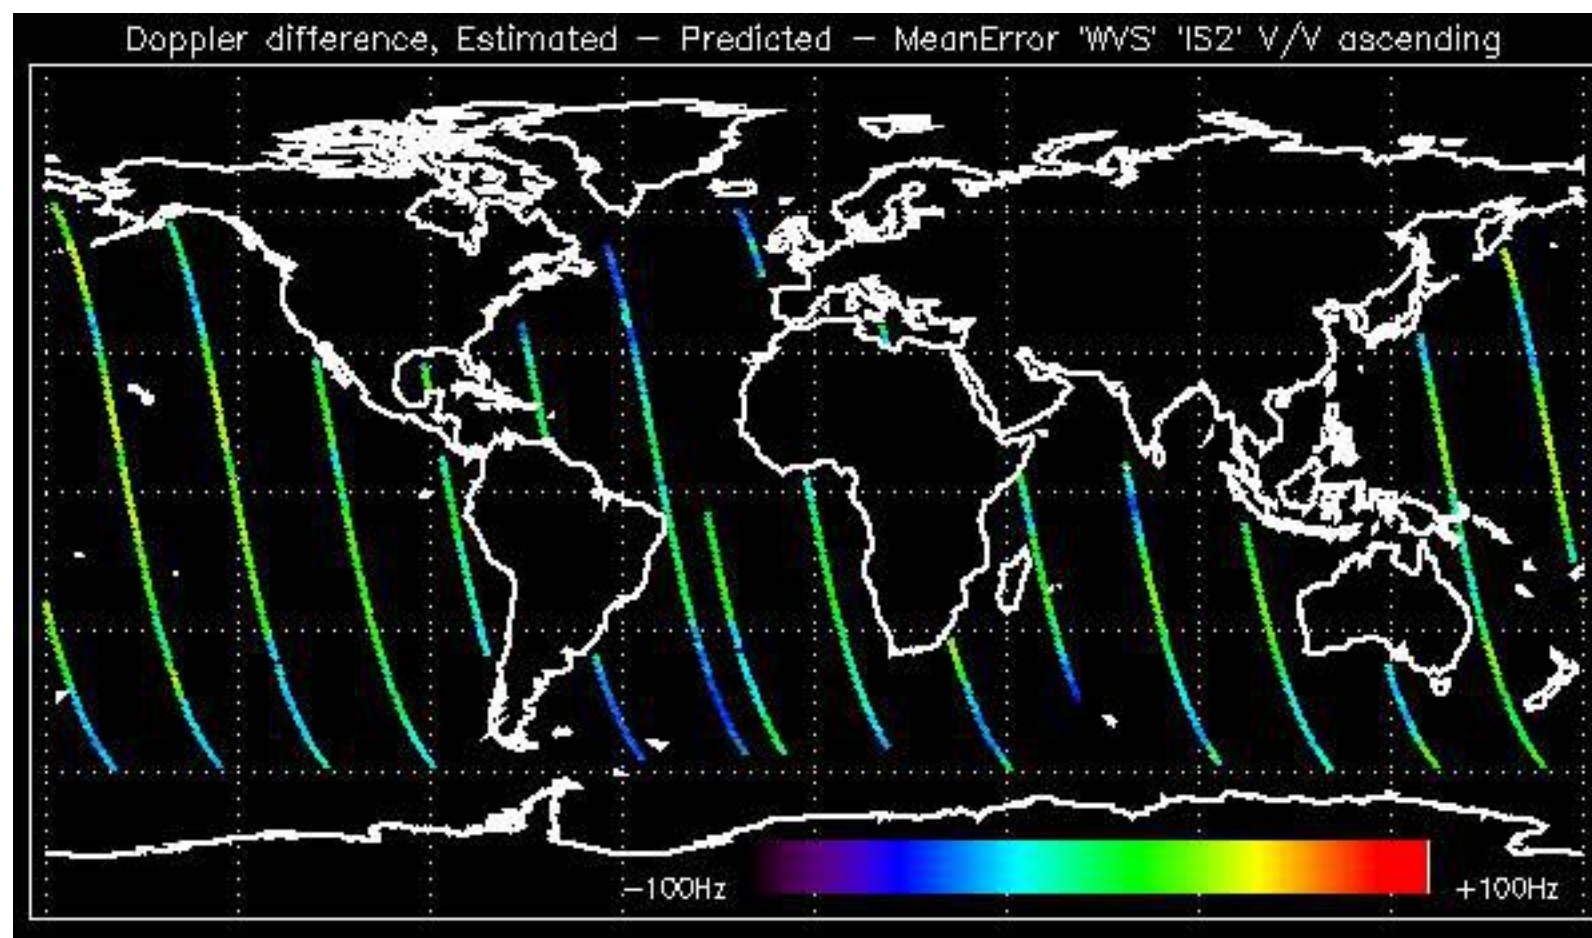 Doppler difference, Estimated – Predicted – MeanError 'WVS' 'IS2' V/V ascending
–100Hz +100Hz